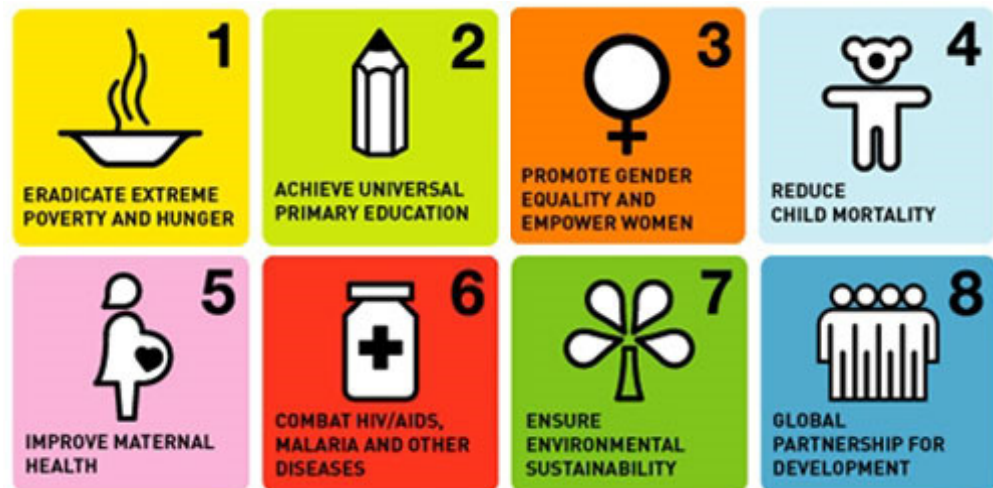 1
ERADICATE EXTREME
POVERTY AND HUNGER
2
ACHIEVE UNIVERSAL
PRIMARY EDUCATION
3
PROMOTE GENDER
EQUALITY AND
EMPOWER WOMEN
4
REDUCE
CHILD MORTALITY
5
IMPROVE MATERNAL
HEALTH
6
COMBAT HIV/AIDS,
MALARIA AND OTHER
DISEASES
7
ENSURE
ENVIRONMENTAL
SUSTAINABILITY
8
GLOBAL
PARTNERSHIP FOR
DEVELOPMENT